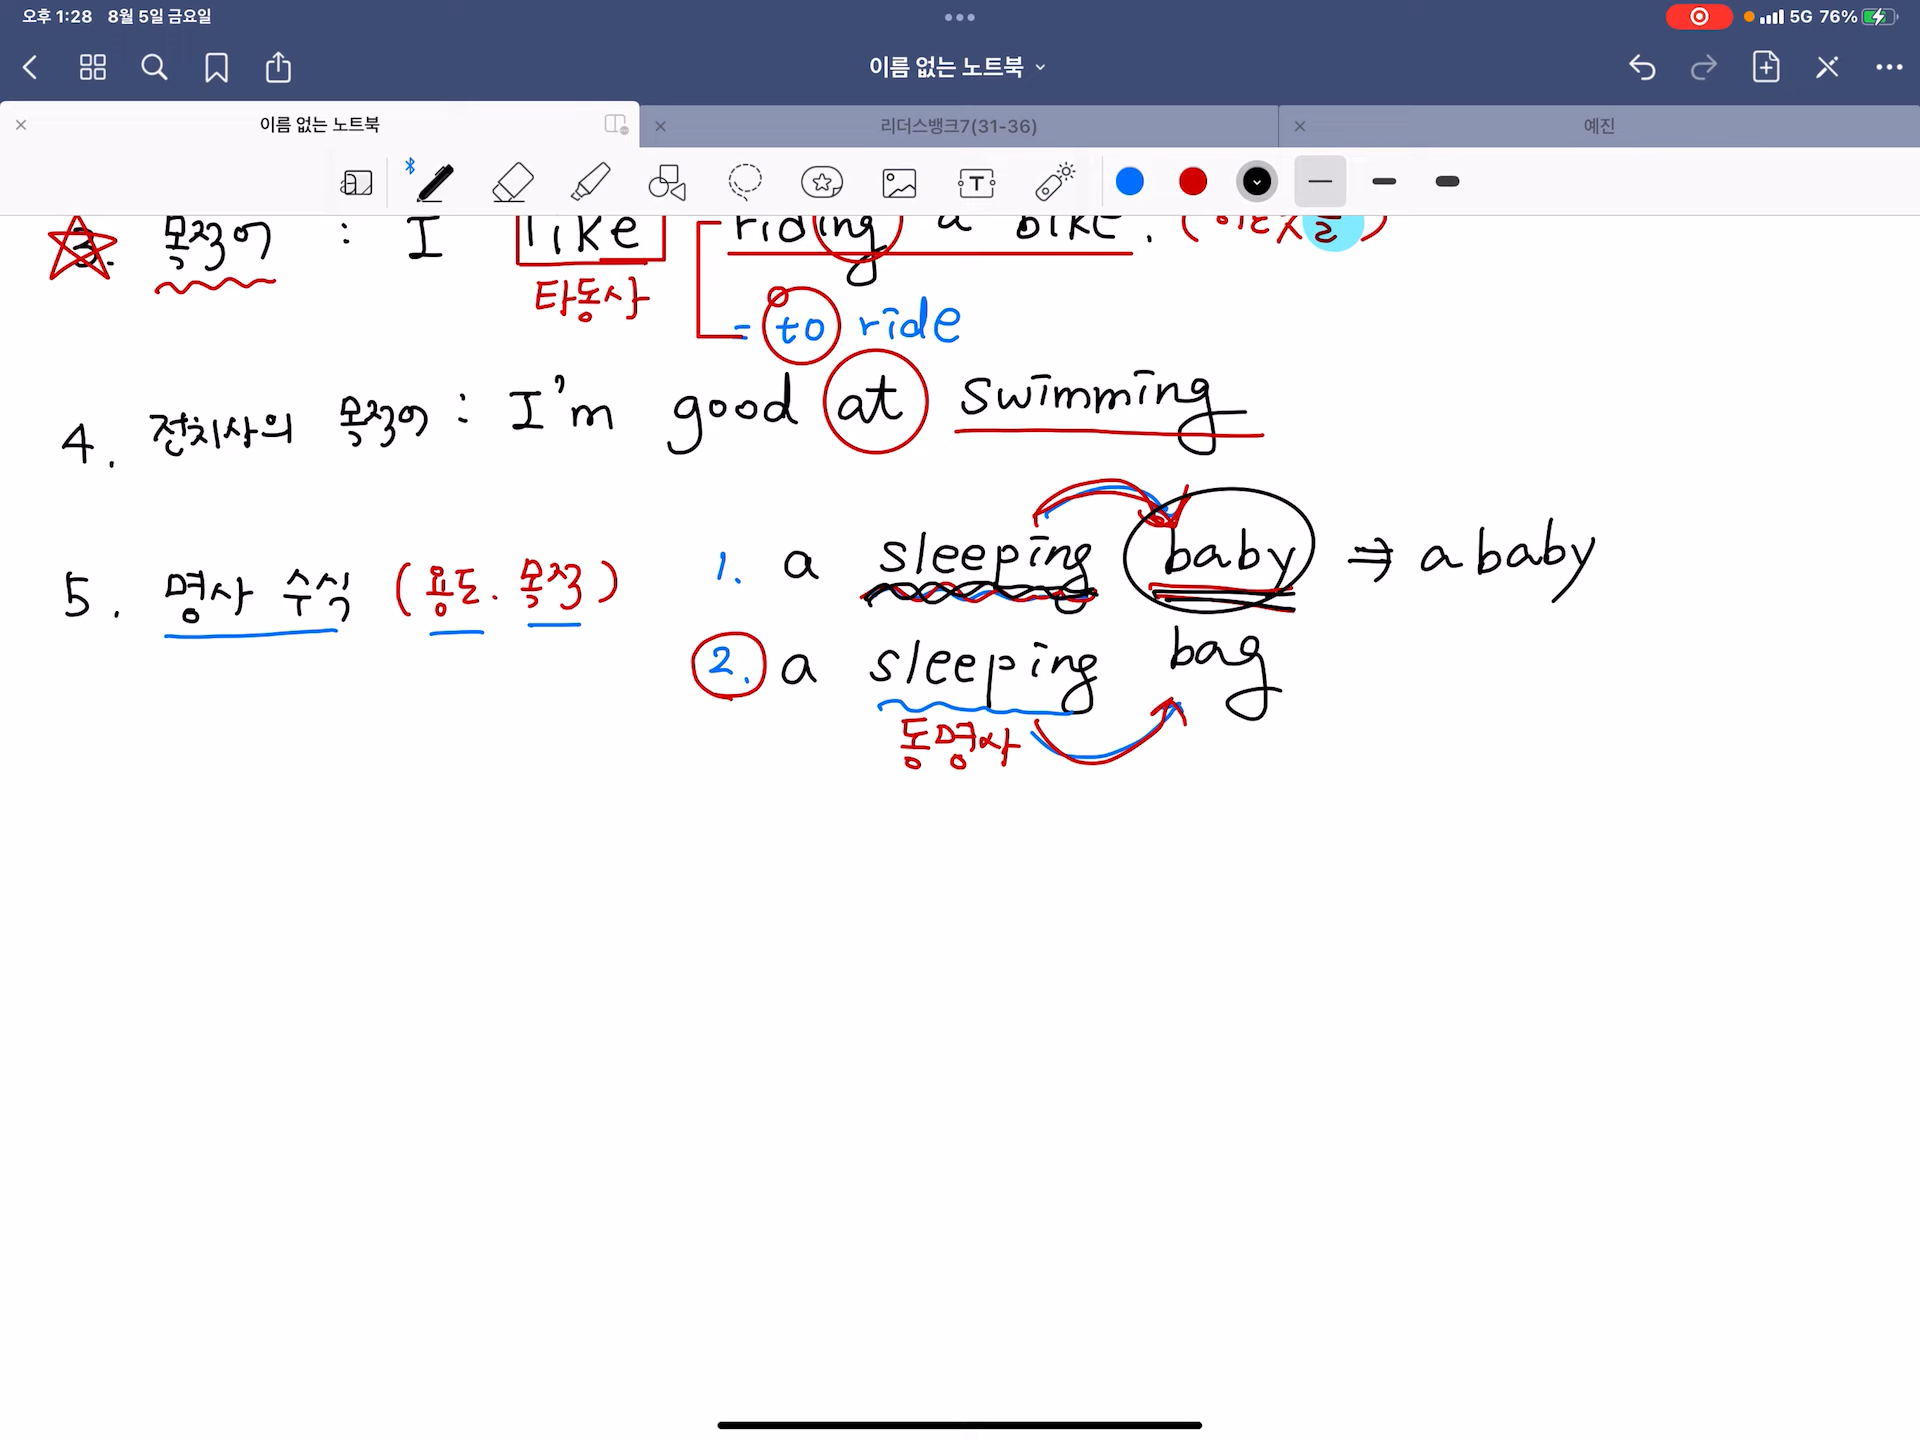 오후 1:28 8월 5일 금요일
5G 76%
이름 없는 노트북
이름 없는 노트북
리더스뱅크7(31-36)
예진
3. 목적어 : I like riding a bike. (
타동사
= to ride
4. 전치사의 목적어 : I'm good at swimming
5. 명사 수식 (용도. 목적) 1. a sleeping baby ⇒ a baby
2. a sleeping bag
동명사